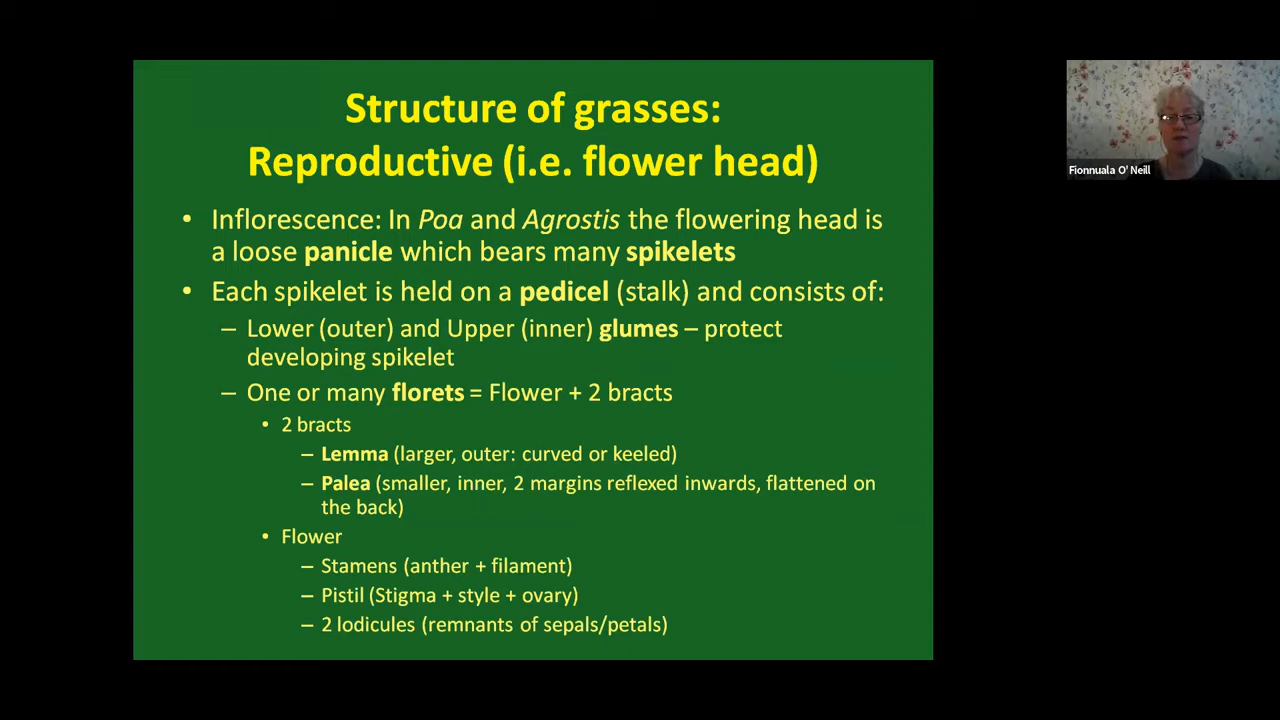 Structure of grasses:
Reproductive (i.e. flower head)
• Inflorescence: In Poa and Agrostis the flowering head is
a loose panicle which bears many spikelets
• Each spikelet is held on a pedicel (stalk) and consists of:
– Lower (outer) and Upper (inner) glumes – protect
developing spikelet
– One or many florets = Flower + 2 bracts
• 2 bracts
– Lemma (larger, outer: curved or keeled)
– Palea (smaller, inner, 2 margins reflexed inwards, flattened on
the back)
• Flower
– Stamens (anther + filament)
– Pistil (Stigma + style + ovary)
– 2 lodicules (remnants of sepals/petals)
Fionnuala O' Neill